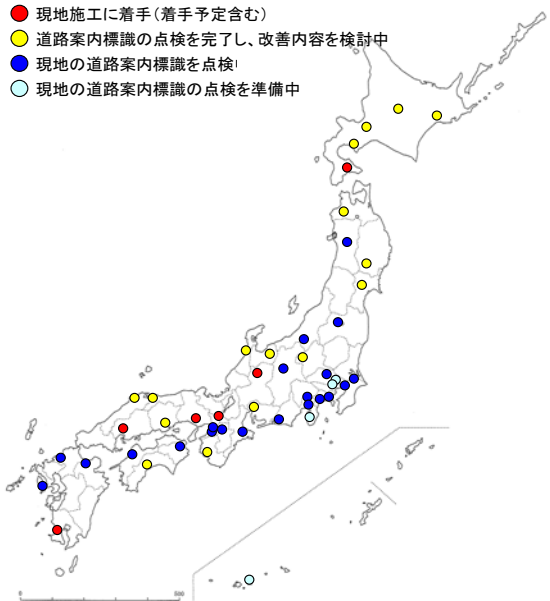 現地施工に着手（着手予定含む）
道路案内標識の点検を完了し、改善内容を検討中
現地の道路案内標識を点検
現地の道路案内標識の点検を準備中
0 500